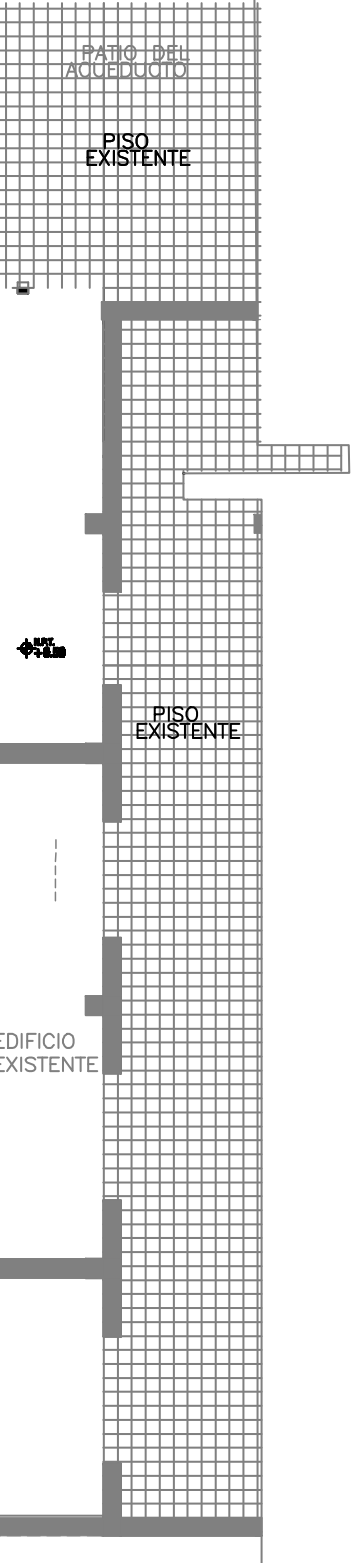 PATIO DEL
ACUEDUCTO
PISO
EXISTENTE
N.P.T.
PISO
EXISTENTE
EDIFICIO
EXISTENTE